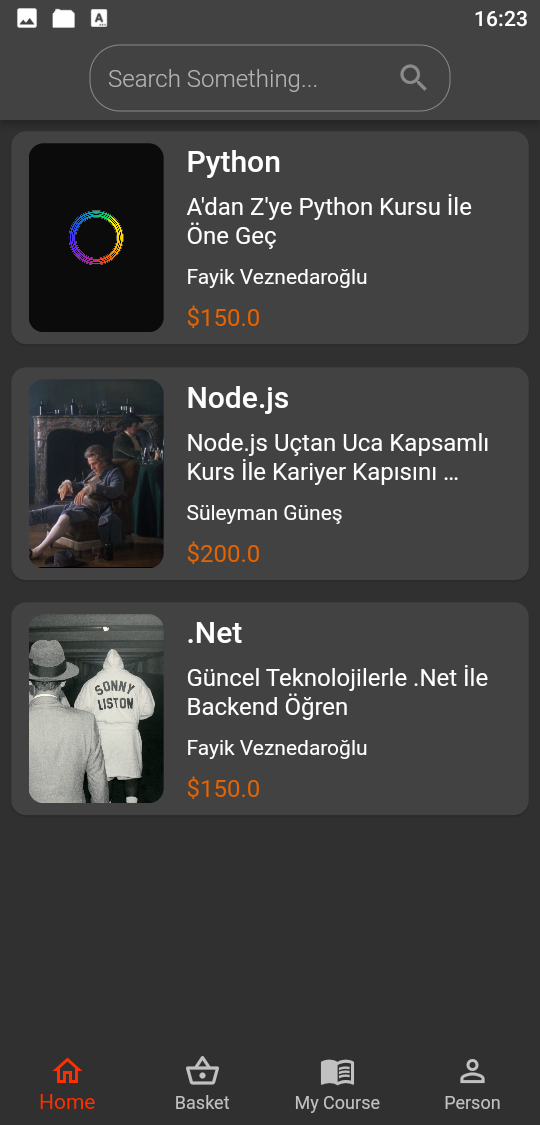 16:23
Search Something...
Python
A'dan Z'ye Python Kursu İle
Öne Geç
Fayik Veznedaroğlu
$150.0
Node.js
Node.js Uçtan Uca Kapsamlı
Kurs İle Kariyer Kapısını ...
Süleyman Güneş
$200.0
SONNY
LISTON
.Net
Güncel Teknolojilerle .Net İle
Backend Öğren
Fayik Veznedaroğlu
$150.0
Home
Basket
My Course
Person